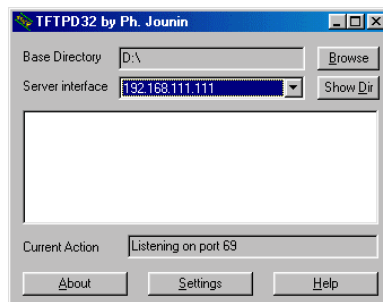 TFTPD32 by Ph. Jounin
Base Directory D:\ Browse
Server interface 192.168.111.111 Show Dir
Current Action Listening on port 69
About Settings Help